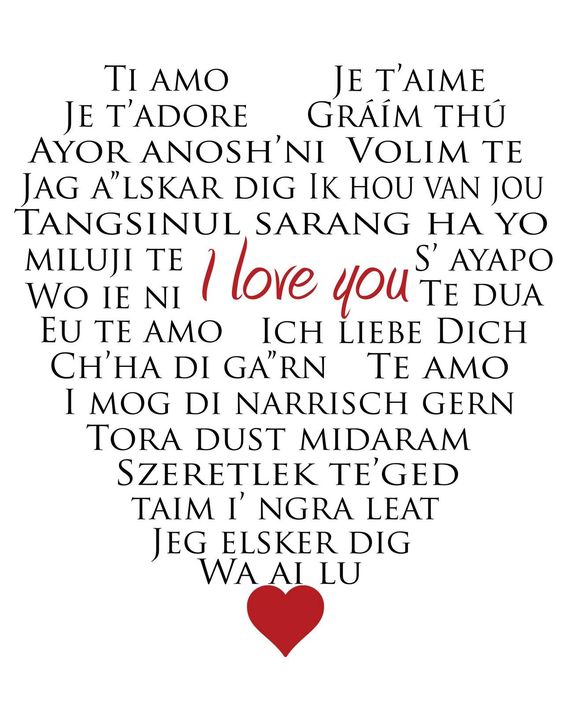 Ti amo Je t’aime
Je t’adore Gráím thú
Ayor anosh’ni Volim te
Jag a”lskar dig Ik hou van jou
Tangsinul sarang ha yo
miluji te I love you S’ ayapo
Wo ie ni Te dua
Eu te amo Ich liebe Dich
Ch’ha di ga”rn Te amo
I mog di narrisch gern
Tora dust midaram
Szeretlek te’ged
taim i’ ngra leat
Jeg elsker dig
Wa ai lu